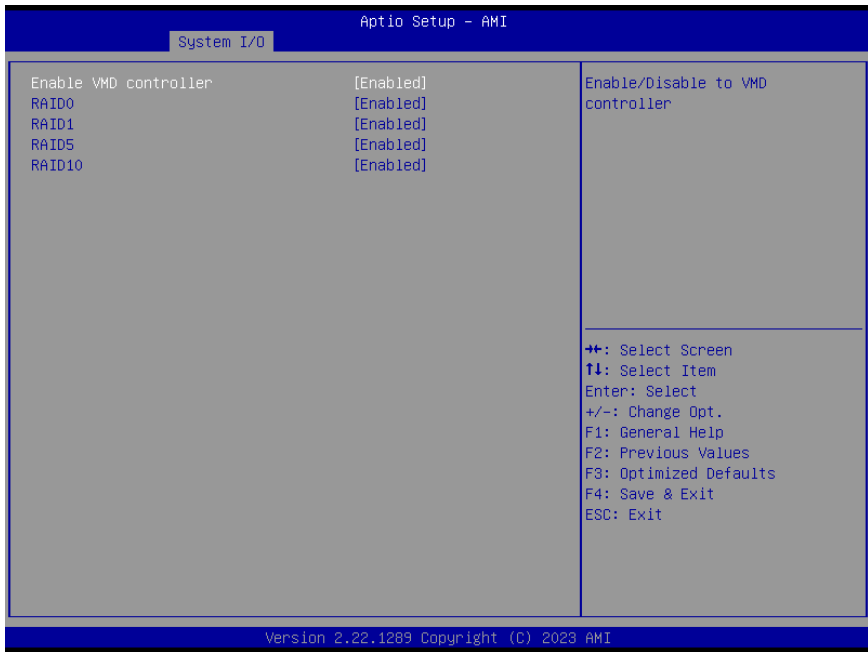 Aptio Setup – AMI
System I/O
Enable VMD controller [Enabled]
RAID0 [Enabled]
RAID1 [Enabled]
RAID5 [Enabled]
RAID10 [Enabled]
Enable/Disable to VMD
controller
→←: Select Screen
↑↓: Select Item
Enter: Select
+/-: Change Opt.
F1: General Help
F2: Previous Values
F3: Optimized Defaults
F4: Save & Exit
ESC: Exit
Version 2.22.1289 Copyright (C) 2023 AMI